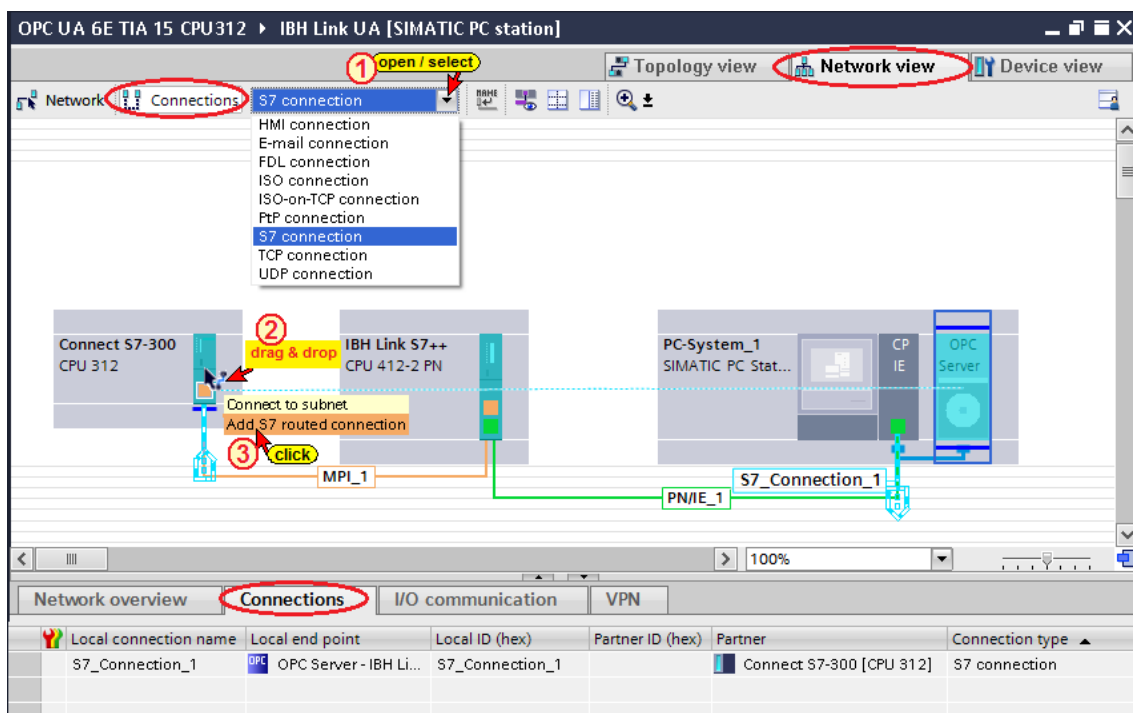 OPC UA 6E TIA 15 CPU312 ▸ IBH Link UA [SIMATIC PC station]
1 open / select
Topology view Network view Device view
Network Connections S7 connection NAME
HMI connection
E-mail connection
FDL connection
ISO connection
ISO-on-TCP connection
PtP connection
S7 connection
TCP connection
UDP connection
Connect S7-300
CPU 312
2
drag & drop
IBH Link S7++
CPU 412-2 PN
PC-System_1
SIMATIC PC Stat...
CP
IE
OPC
Server
Connect to subnet
Add S7 routed connection
3 click
MPI_1
S7_Connection_1
PN/IE_1
100%
Network overview Connections I/O communication VPN
Local connection name Local end point Local ID (hex) Partner ID (hex) Partner Connection type
S7_Connection_1 OPC OPC Server - IBH Li... S7_Connection_1 Connect S7-300 [CPU 312] S7 connection